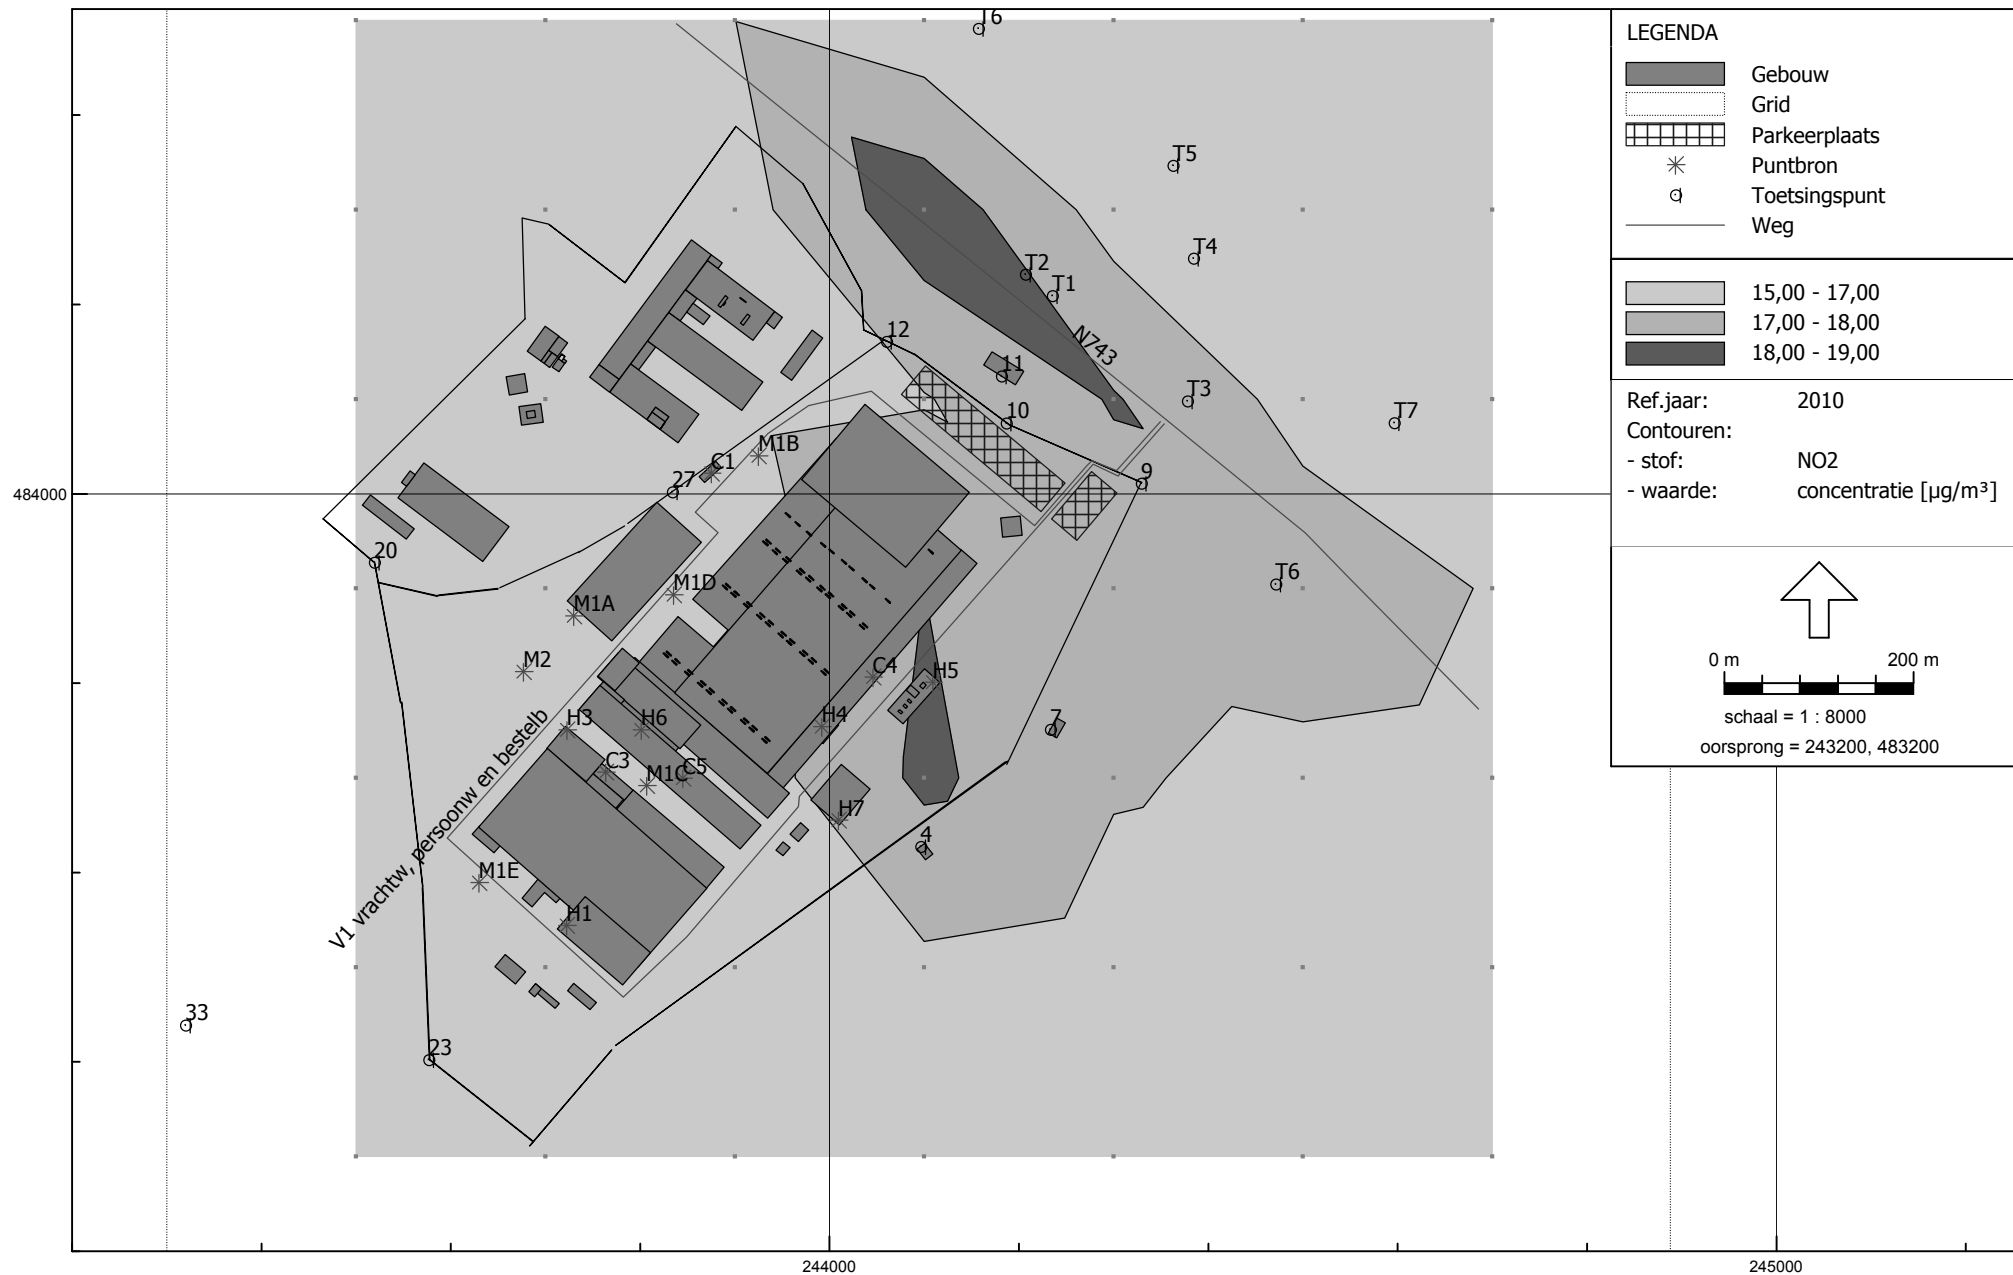 T6
T5
T4
T2
T1
N743
12
11
T3
10
T7
M1B
C1
9
27
484000
20
T6
M1D
M1A
M2
C4
H5
H3
H6
H4
7
C3
M1C
C5
H7
4
V1 vrachtw, persoonw en bestelb
M1E
H1
33
23
244000
245000
LEGENDA
Gebouw
Grid
Parkeerplaats
Puntbron
Toetsingspunt
Weg
15,00 - 17,00
17,00 - 18,00
18,00 - 19,00
Ref.jaar: 2010
Contouren:
- stof: NO2
- waarde: concentratie [µg/m³]
0 m 200 m
schaal = 1 : 8000
oorsprong = 243200, 483200